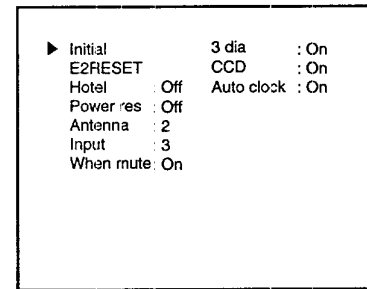 ▶ Initial 3 dia : On
E2RESET CCD : On
Hotel : Off Auto clock : On
Power res : Off
Antenna : 2
Input : 3
When mute : On